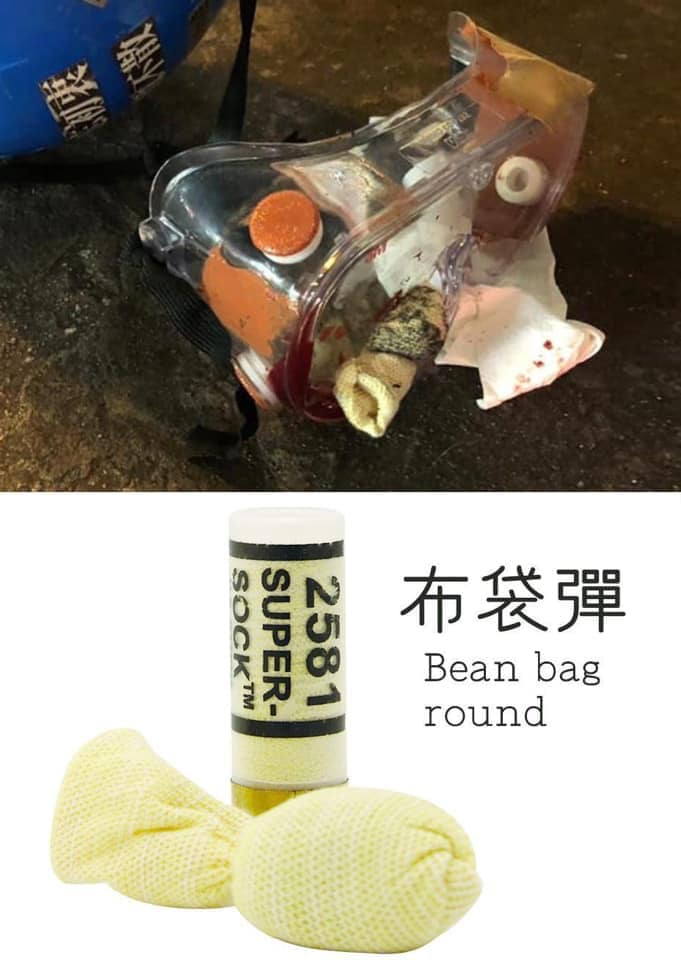 2581
SUPER-
SOCK™
布袋彈
Bean bag
round